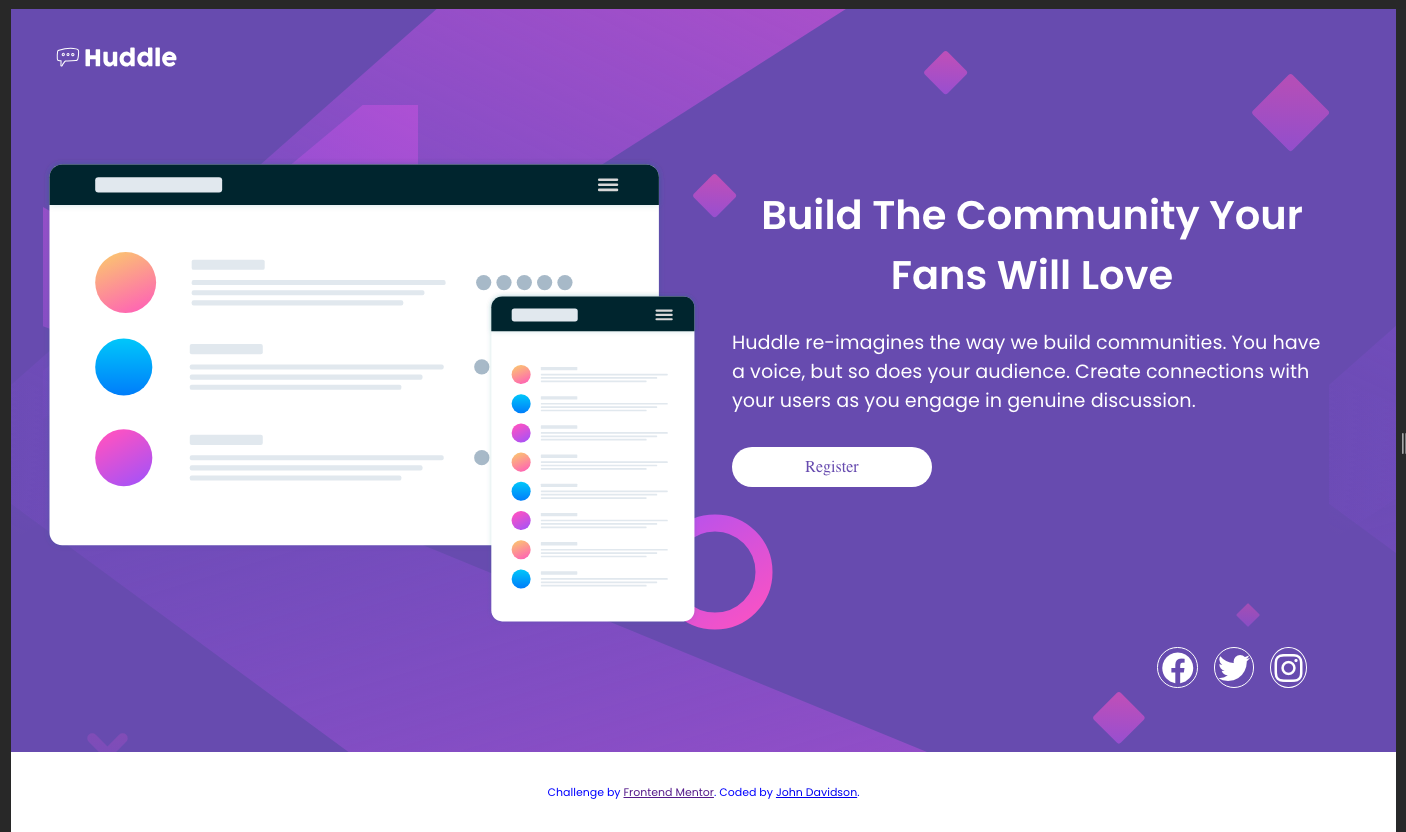 Huddle
Build The Community Your
Fans Will Love
Huddle re-imagines the way we build communities. You have
a voice, but so does your audience. Create connections with
your users as you engage in genuine discussion.
Register
Challenge by Frontend Mentor. Coded by John Davidson.